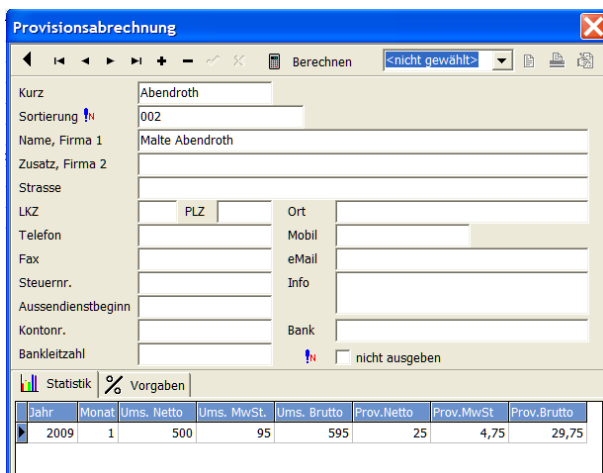 Provisionsabrechnung
Berechnen <nicht gewählt>
Kurz Abendroth
Sortierung N 002
Name, Firma 1 Malte Abendroth
Zusatz, Firma 2
Strasse
LKZ PLZ Ort
Telefon Mobil
Fax eMail
Steuernr. Info
Aussendienstbeginn
Kontonr. Bank
Bankleitzahl N nicht ausgeben
Statistik % Vorgaben
Jahr Monat Ums. Netto Ums. MwSt. Ums. Brutto Prov.Netto Prov.MwSt Prov.Brutto
2009 1 500 95 595 25 4,75 29,75